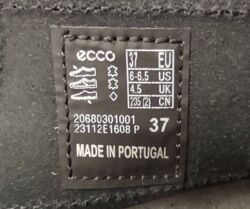 ecco
37 EU
6-6.5 US
4.5 UK
235(2) CN
20680301001
23112E1608 P 37
MADE IN PORTUGAL